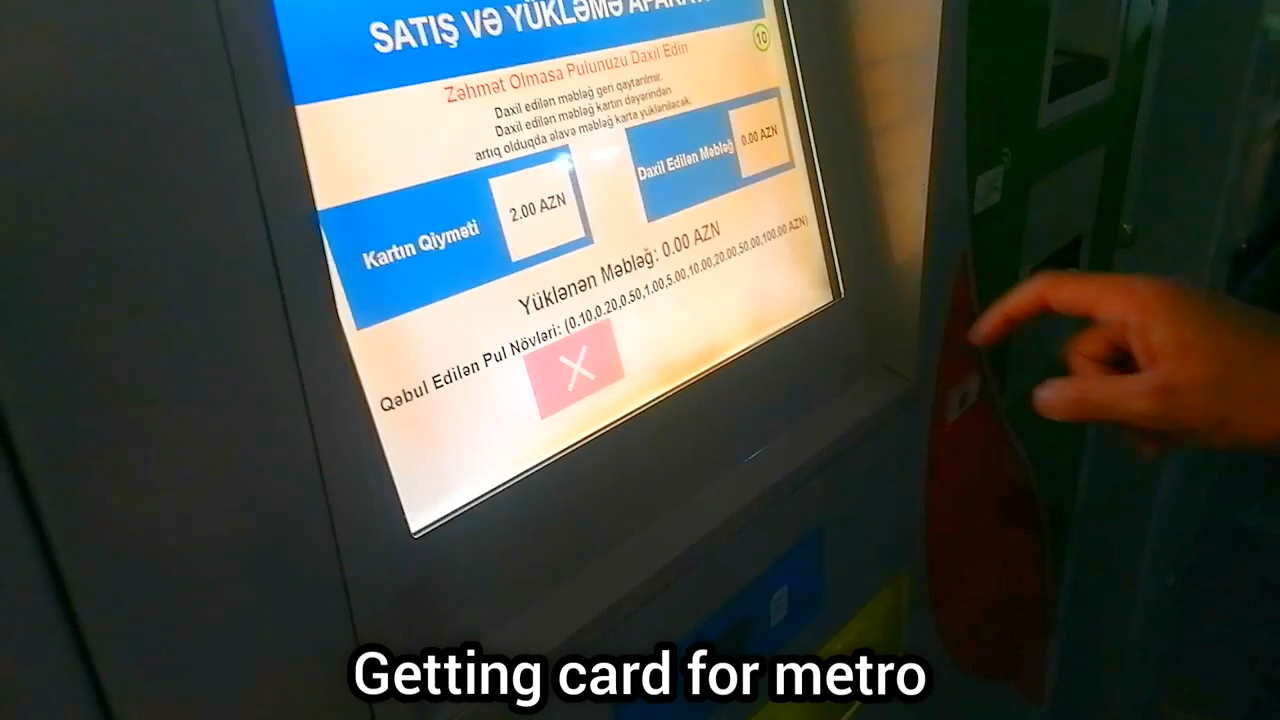 SATIŞ VƏ YÜKLƏMƏ APARATI
10
Zəhmət Olmasa Pulunuzu Daxil Edin
Daxil edilən məbləğ geri qaytarılmır.
Daxil edilən məbləğ kartın dəyərindən
artıq olduqda əlavə məbləğ karta yüklənəcək.
Kartın Qiyməti
2.00 AZN
Daxil Edilən Məbləğ
0.00 AZN
Yüklənən Məbləğ: 0.00 AZN
Qəbul Edilən Pul Növləri: (0.10,0.20,0.50,1.00,5.00,10.00,20.00,50.00,100.00 AZN)
Getting card for metro